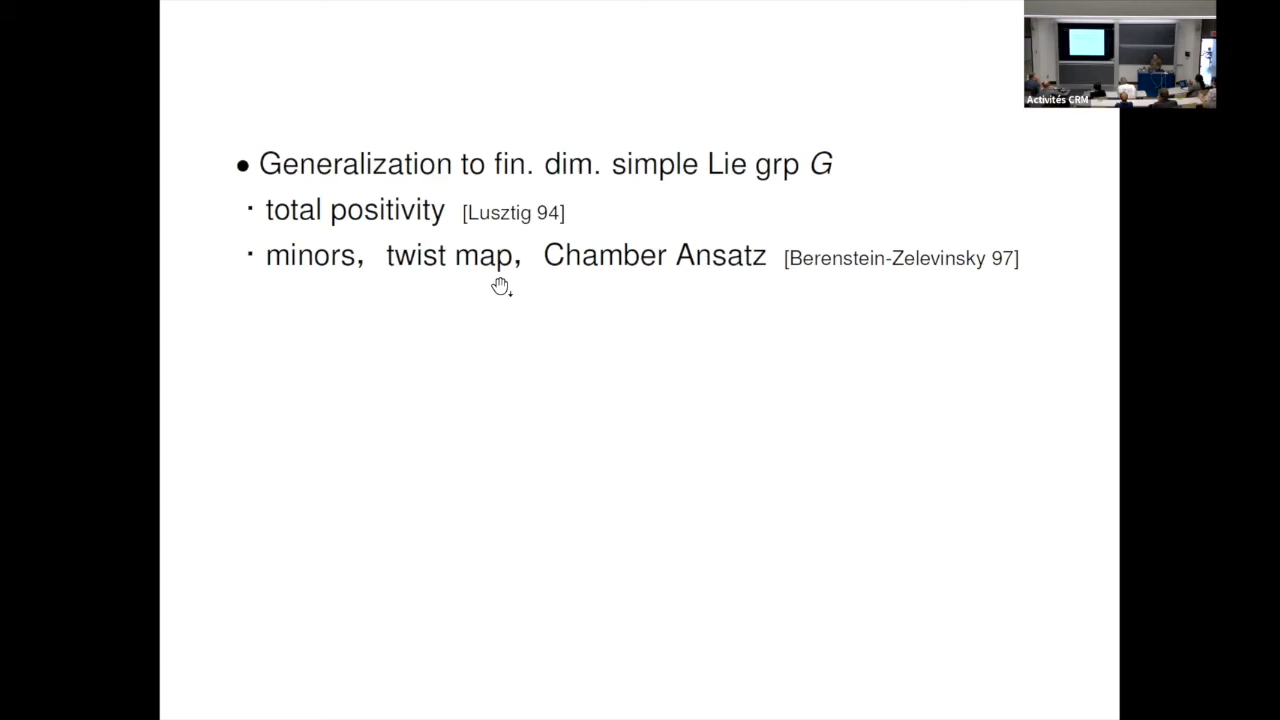 Activités CRM
• Generalization to fin. dim. simple Lie grp G
· total positivity [Lusztig 94]
· minors, twist map, Chamber Ansatz [Berenstein-Zelevinsky 97]